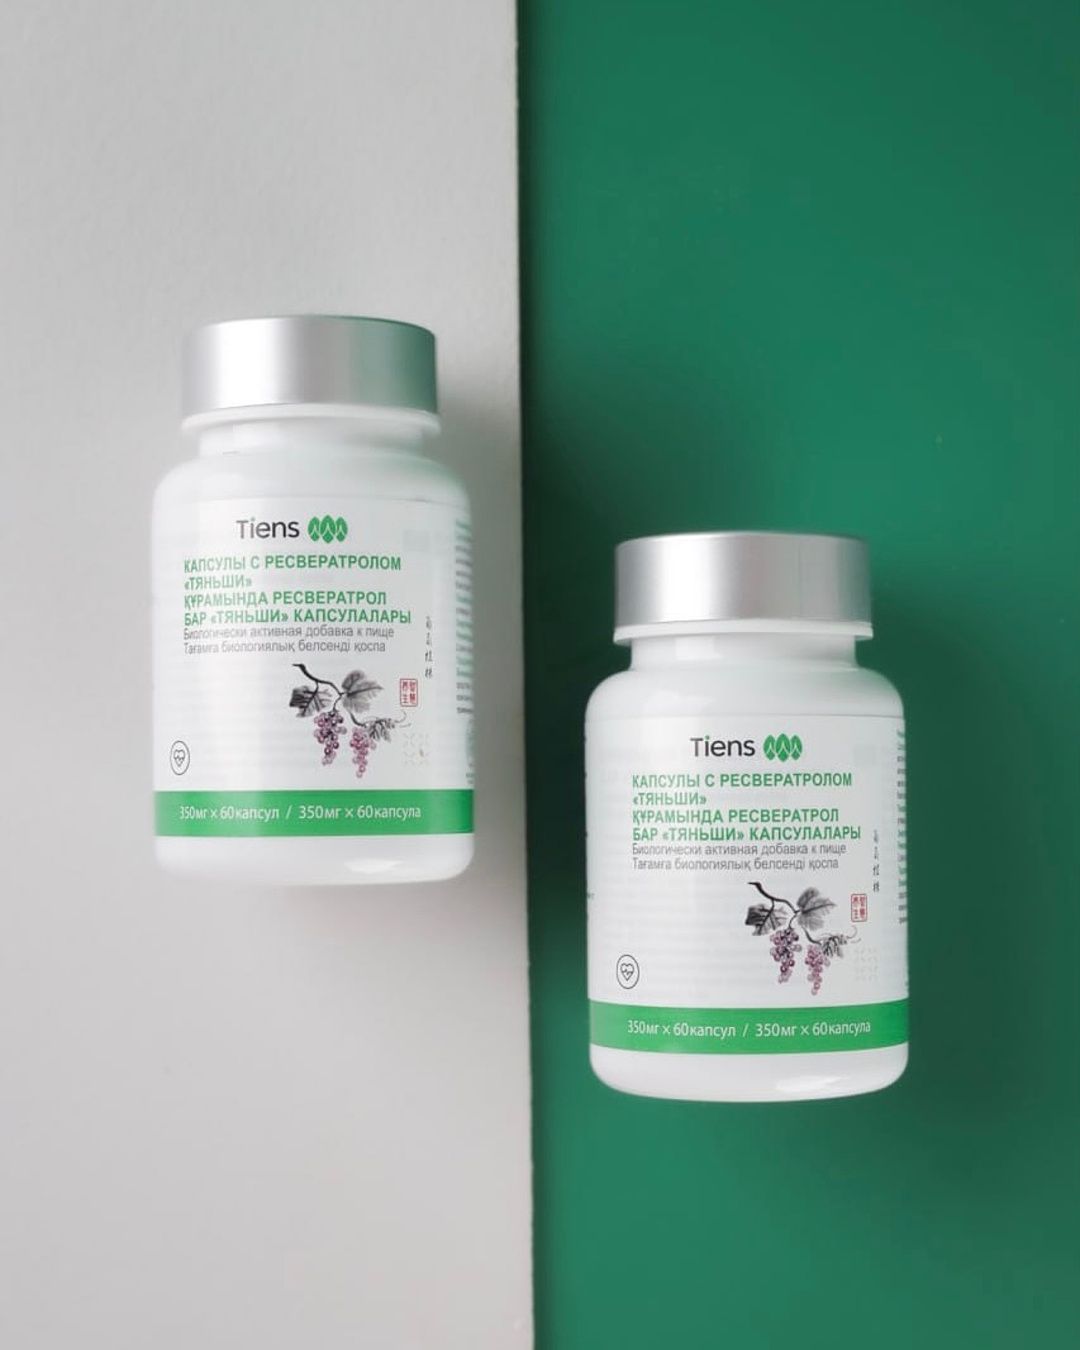 Tiens
КАПСУЛЫ С РЕСВЕРАТРОЛОМ
«ТЯНЬШИ»
ҚҰРАМЫНДА РЕСВЕРАТРОЛ
БАР «ТЯНЬШИ» КАПСУЛАЛАРЫ
Биологически активная добавка к пище
Тағамға биологиялық белсенді қоспа
350мг × 60капсул / 350мг × 60капсула
Tiens
КАПСУЛЫ С РЕСВЕРАТРОЛОМ
«ТЯНЬШИ»
ҚҰРАМЫНДА РЕСВЕРАТРОЛ
БАР «ТЯНЬШИ» КАПСУЛАЛАРЫ
Биологически активная добавка к пище
Тағамға биологиялық белсенді қоспа
350мг × 60капсул / 350мг × 60капсула